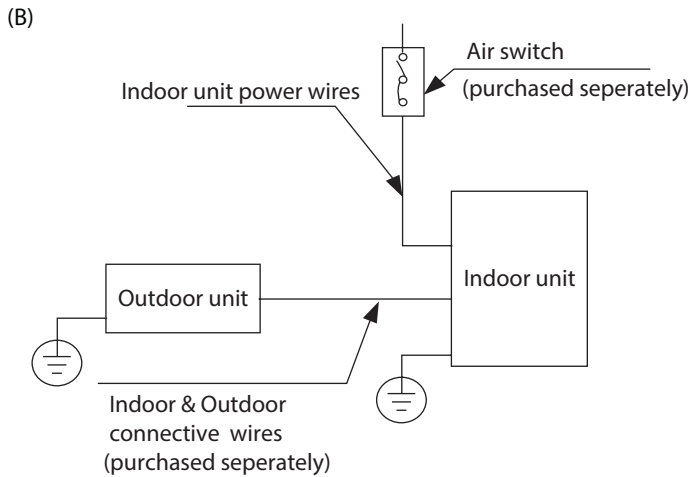 (B)
Air switch
(purchased seperately)
Indoor unit power wires
Indoor unit
Outdoor unit
Indoor & Outdoor
connective wires
(purchased seperately)